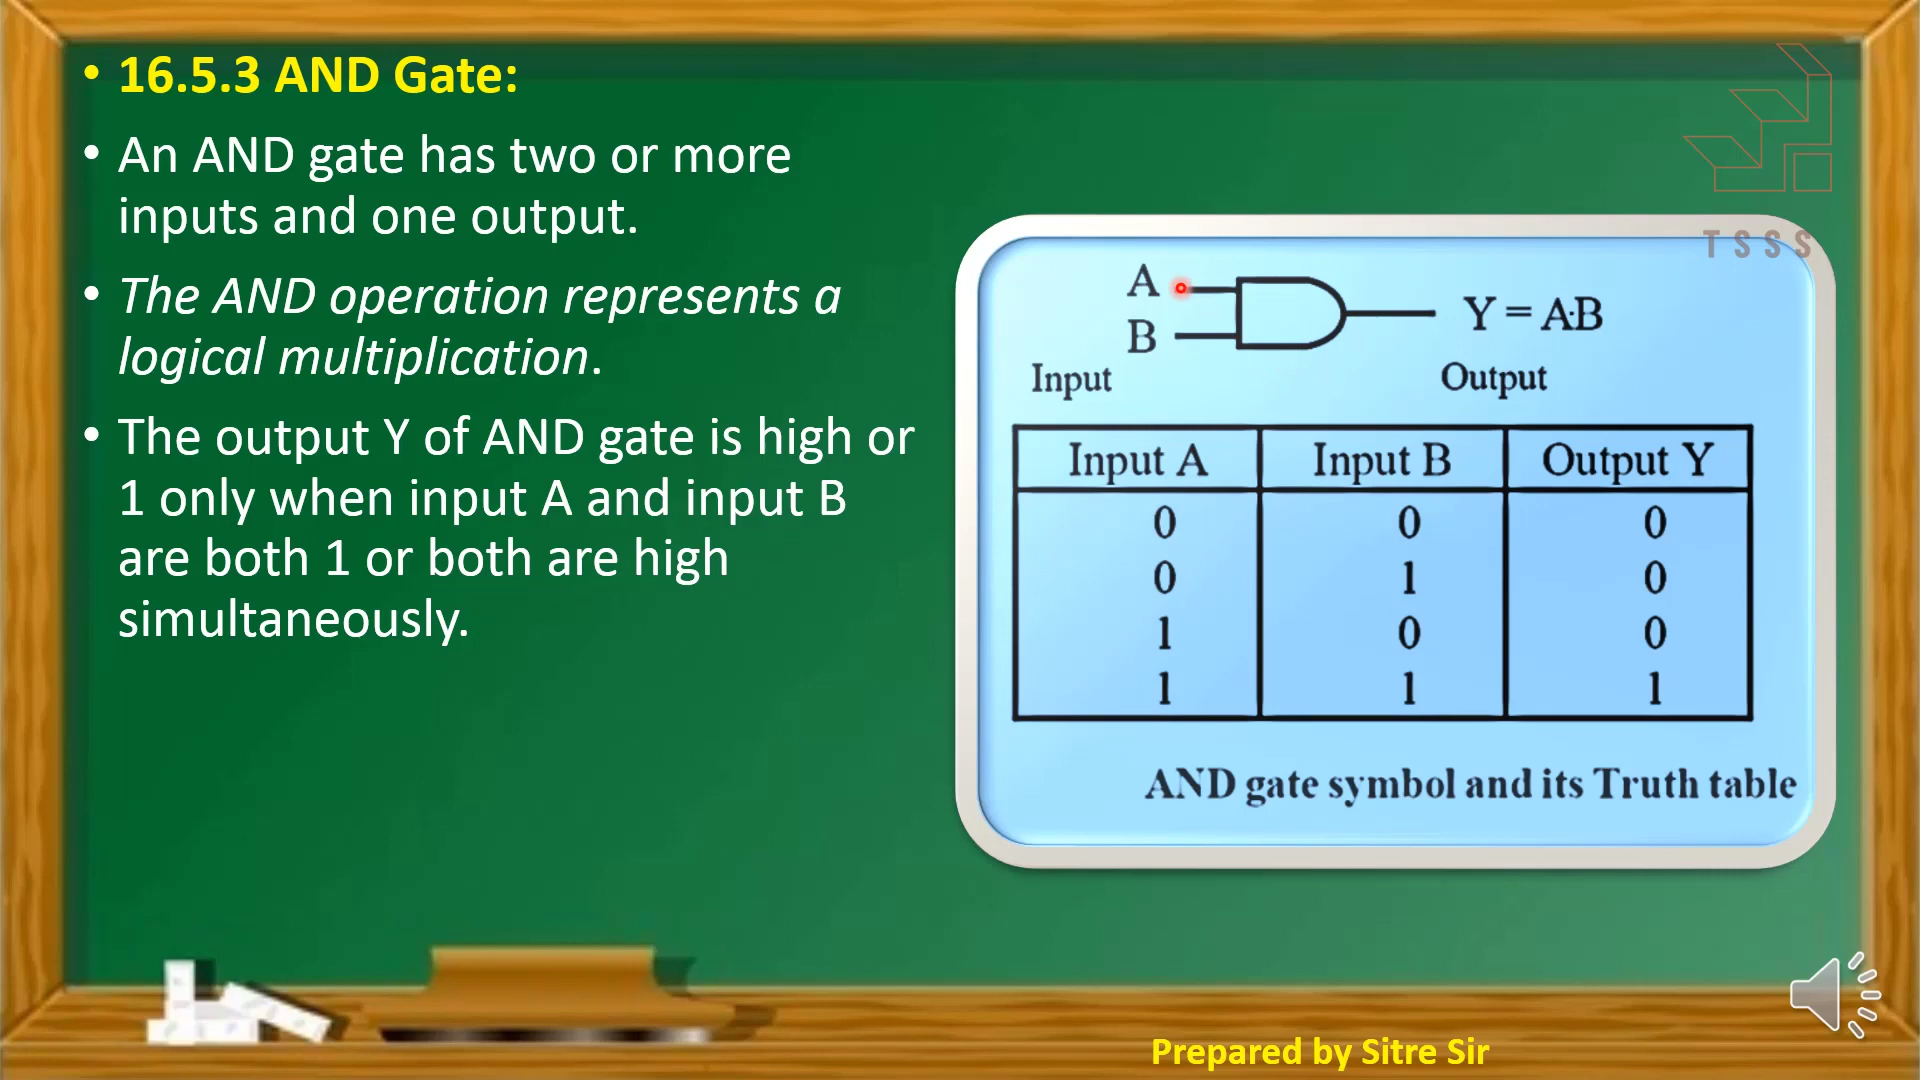 • 16.5.3 AND Gate:
• An AND gate has two or more
inputs and one output.
• The AND operation represents a
logical multiplication.
• The output Y of AND gate is high or
1 only when input A and input B
are both 1 or both are high
simultaneously.
TSSS
A
B
Y = A·B
Input
Output
Input A Input B Output Y
0 0 0
0 1 0
1 0 0
1 1 1
AND gate symbol and its Truth table
Prepared by Sitre Sir